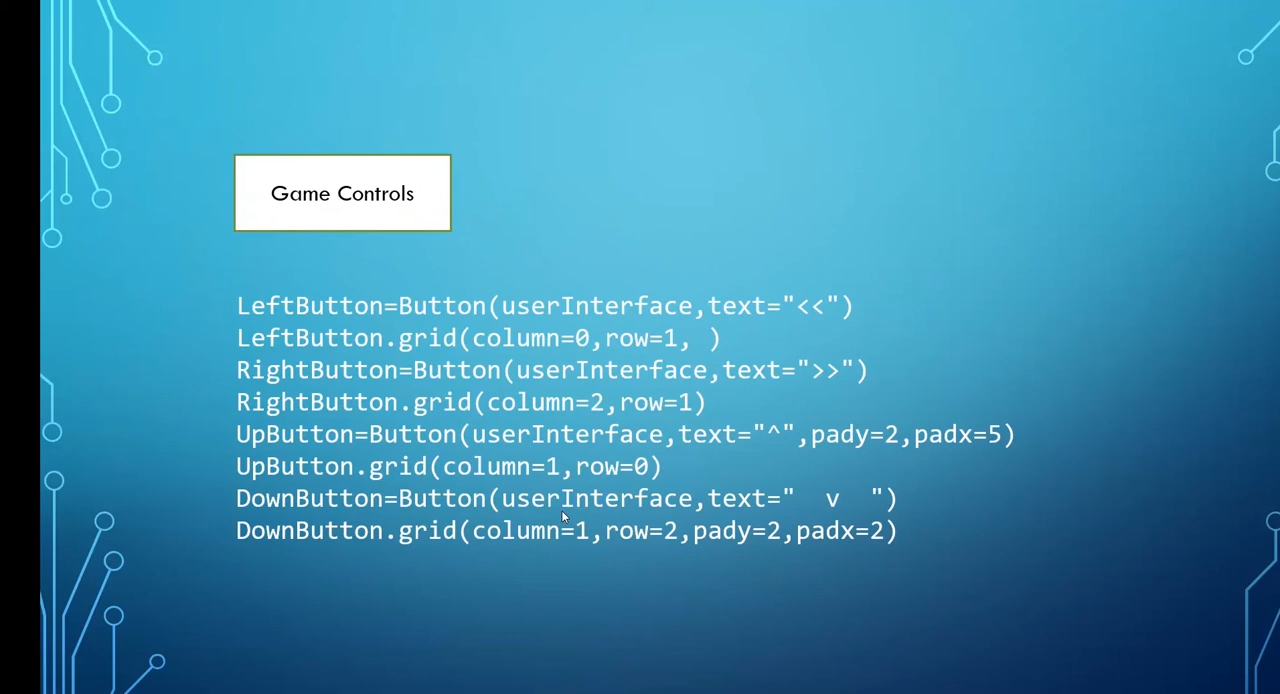 Game Controls
LeftButton=Button(userInterface,text="<<")
LeftButton.grid(column=0,row=1, )
RightButton=Button(userInterface,text=">>")
RightButton.grid(column=2,row=1)
UpButton=Button(userInterface,text="^",pady=2,padx=5)
UpButton.grid(column=1,row=0)
DownButton=Button(userInterface,text="  v  ")
DownButton.grid(column=1,row=2,pady=2,padx=2)